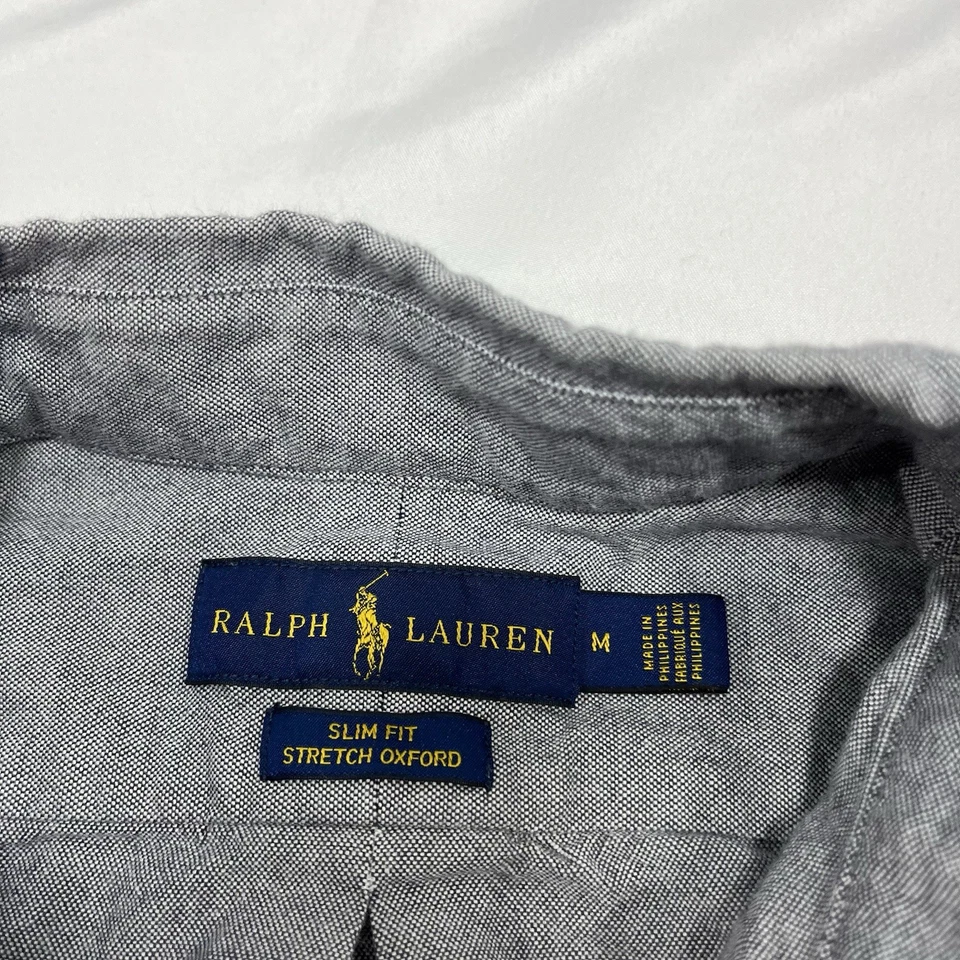 RALPH LAUREN
M
MADE IN
PHILIPPINES
FABRIQUÉ AUX
PHILIPPINES
SLIM FIT
STRETCH OXFORD